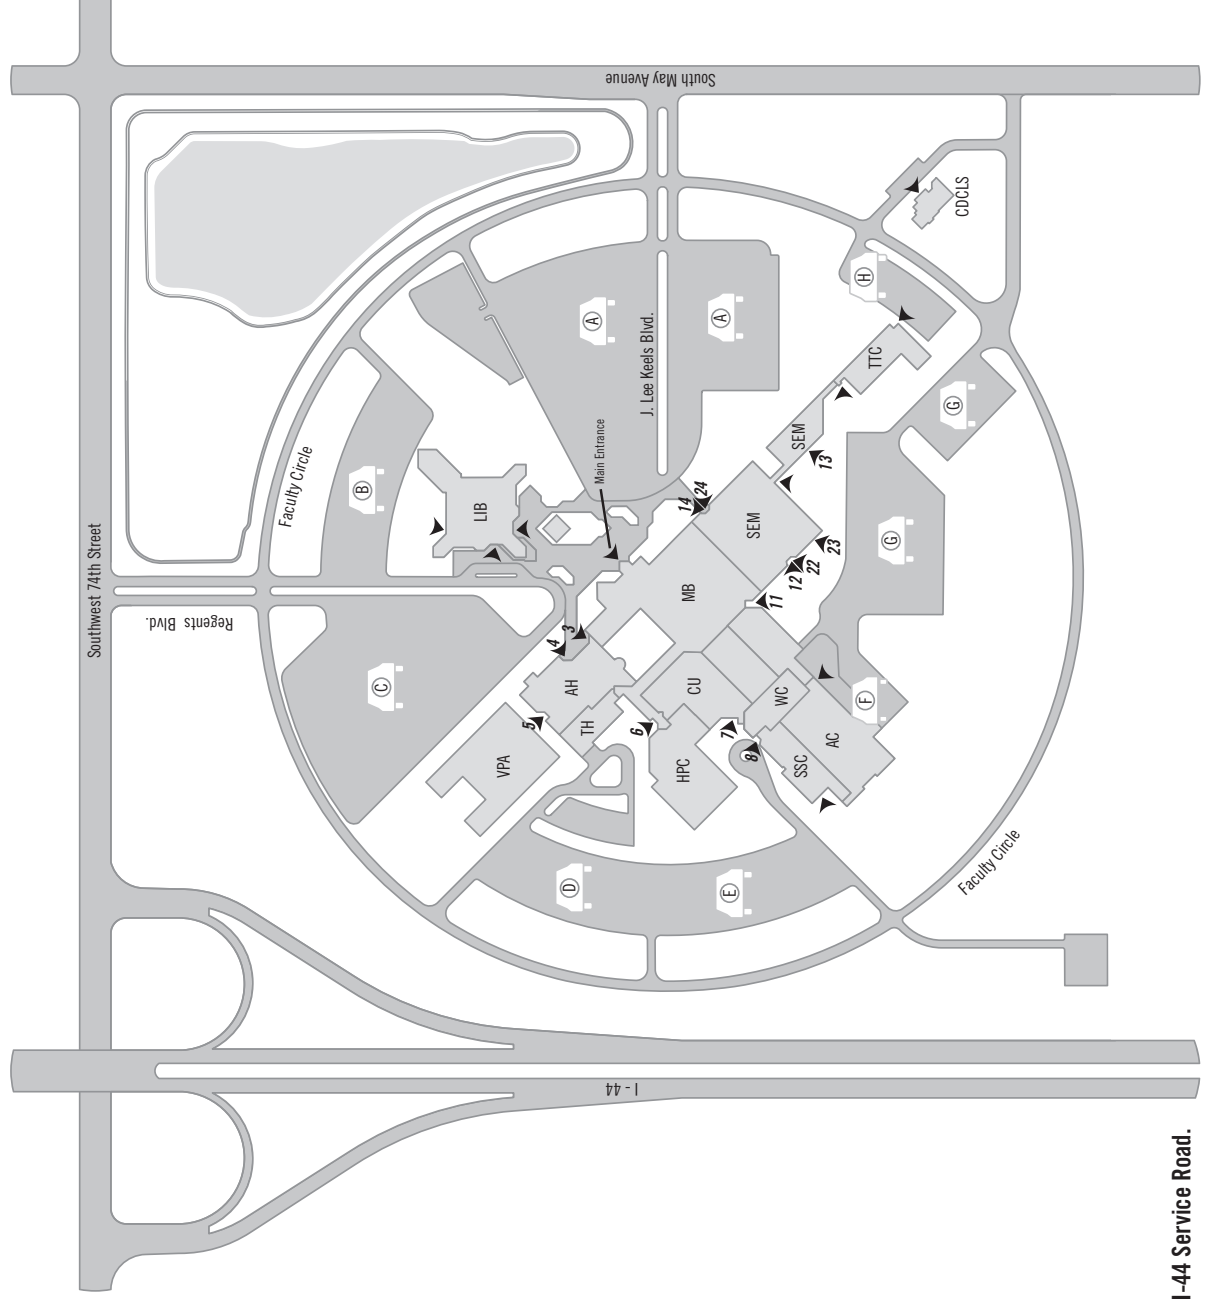 South May Avenue
Southwest 74th Street
CDCLS
H
A
A
J. Lee Keels Blvd.
Main Entrance
TTC
G
SEM
13
B
Faculty Circle
LIB
14
24
SEM
G
23
22
12
11
MB
Regents Blvd.
3
4
C
AH
CU
WC
F
5
TH
6
7
8
VPA
HPC
SSC
AC
D
E
Faculty Circle
I - 44
I-44 Service Road.